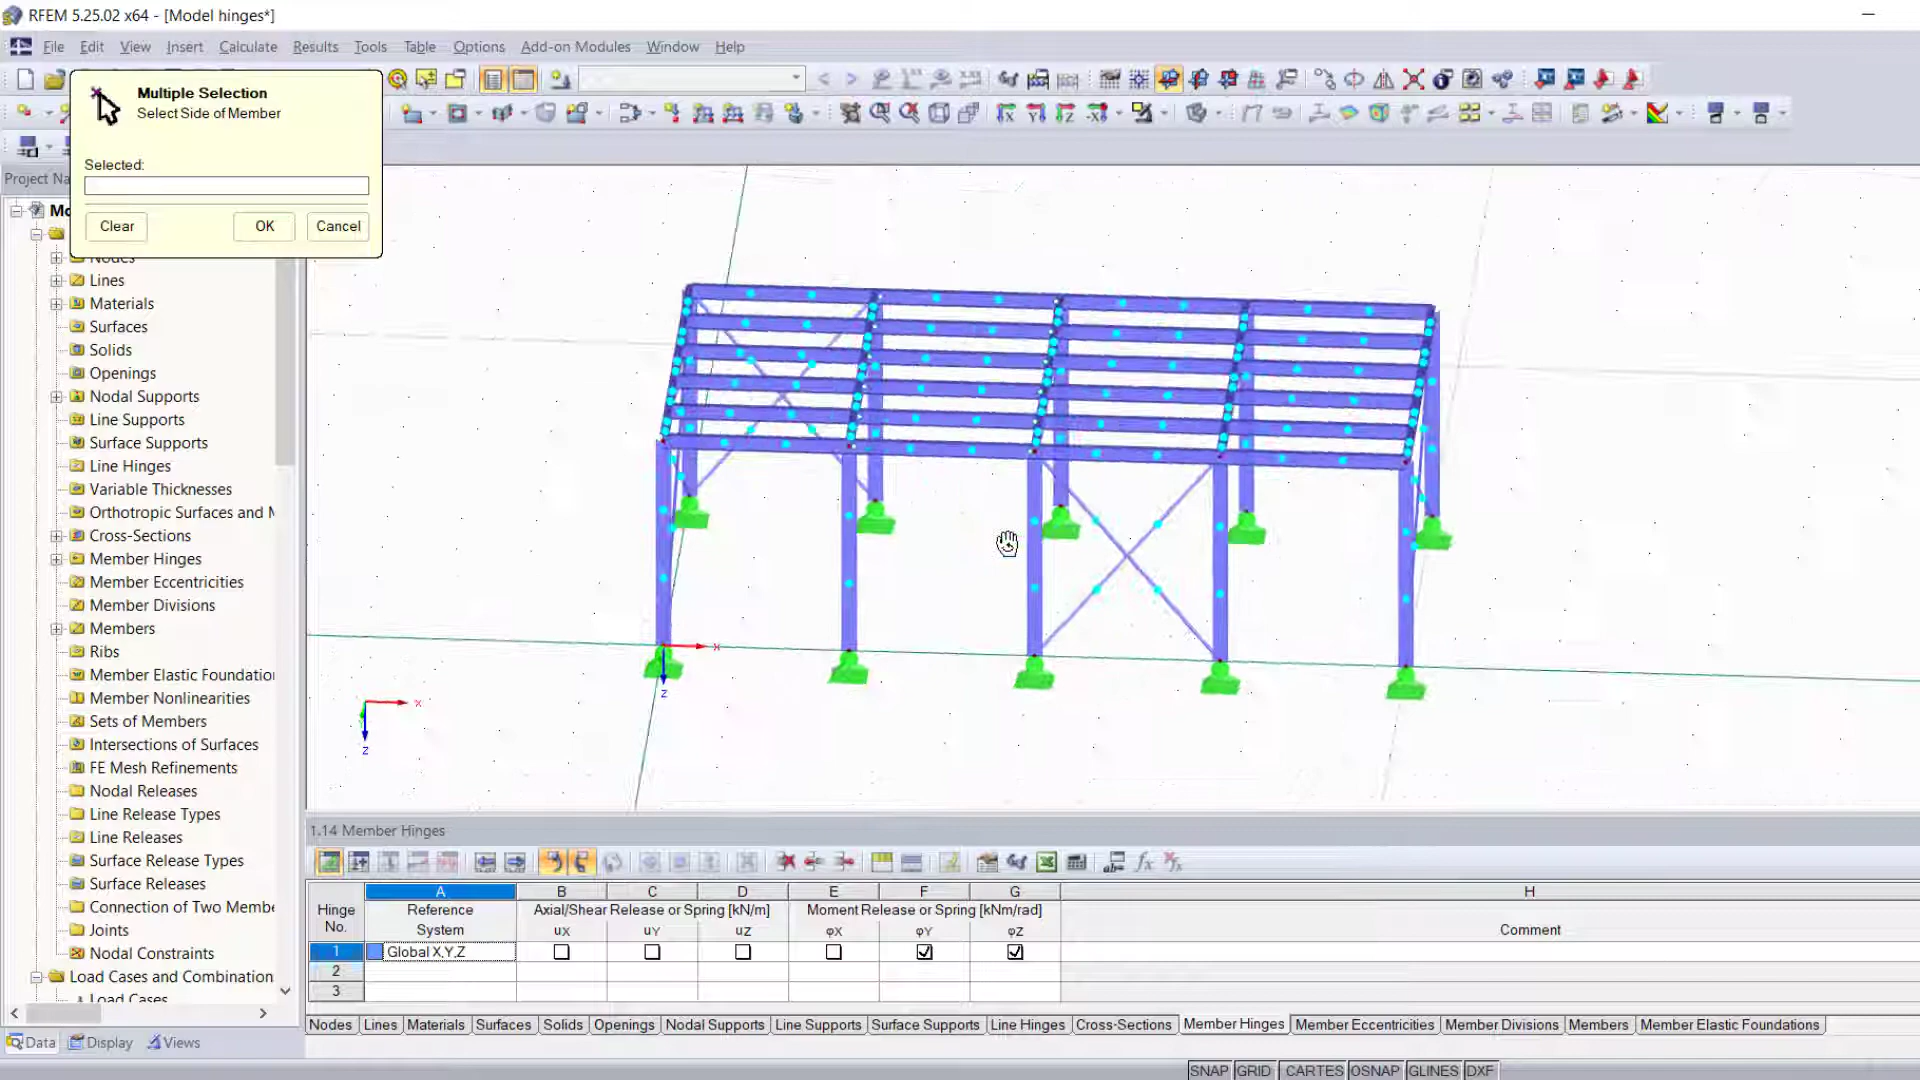 RFEM 5.25.02 x64 - [Model hinges*]
File Edit View Insert Calculate Results Tools Table Options Add-on Modules Window Help
Multiple Selection
Select Side of Member
Selected:
Clear OK Cancel
Lines
Materials
Surfaces
Solids
Openings
Nodal Supports
Line Supports
Surface Supports
Line Hinges
Variable Thicknesses
Orthotropic Surfaces and M
Cross-Sections
Member Hinges
Member Eccentricities
Member Divisions
Members
Ribs
Member Elastic Foundatio
Member Nonlinearities
Sets of Members
Intersections of Surfaces
FE Mesh Refinements
Nodal Releases
Line Release Types
Line Releases
Surface Release Types
Surface Releases
Connection of Two Membe
Joints
Nodal Constraints
Load Cases and Combination
Load Cases
Data Display Views
x
z
x
z
1.14 Member Hinges
A B C D E F G H
Hinge Reference Axial/Shear Release or Spring [kN/m] Moment Release or Spring [kNm/rad]
No. System uX uY uZ φX φY φZ Comment
1 Global X,Y,Z
2
3
Nodes Lines Materials Surfaces Solids Openings Nodal Supports Line Supports Surface Supports Line Hinges Cross-Sections Member Hinges Member Eccentricities Member Divisions Members Member Elastic Foundations
SNAP GRID CARTES OSNAP GLINES DXF